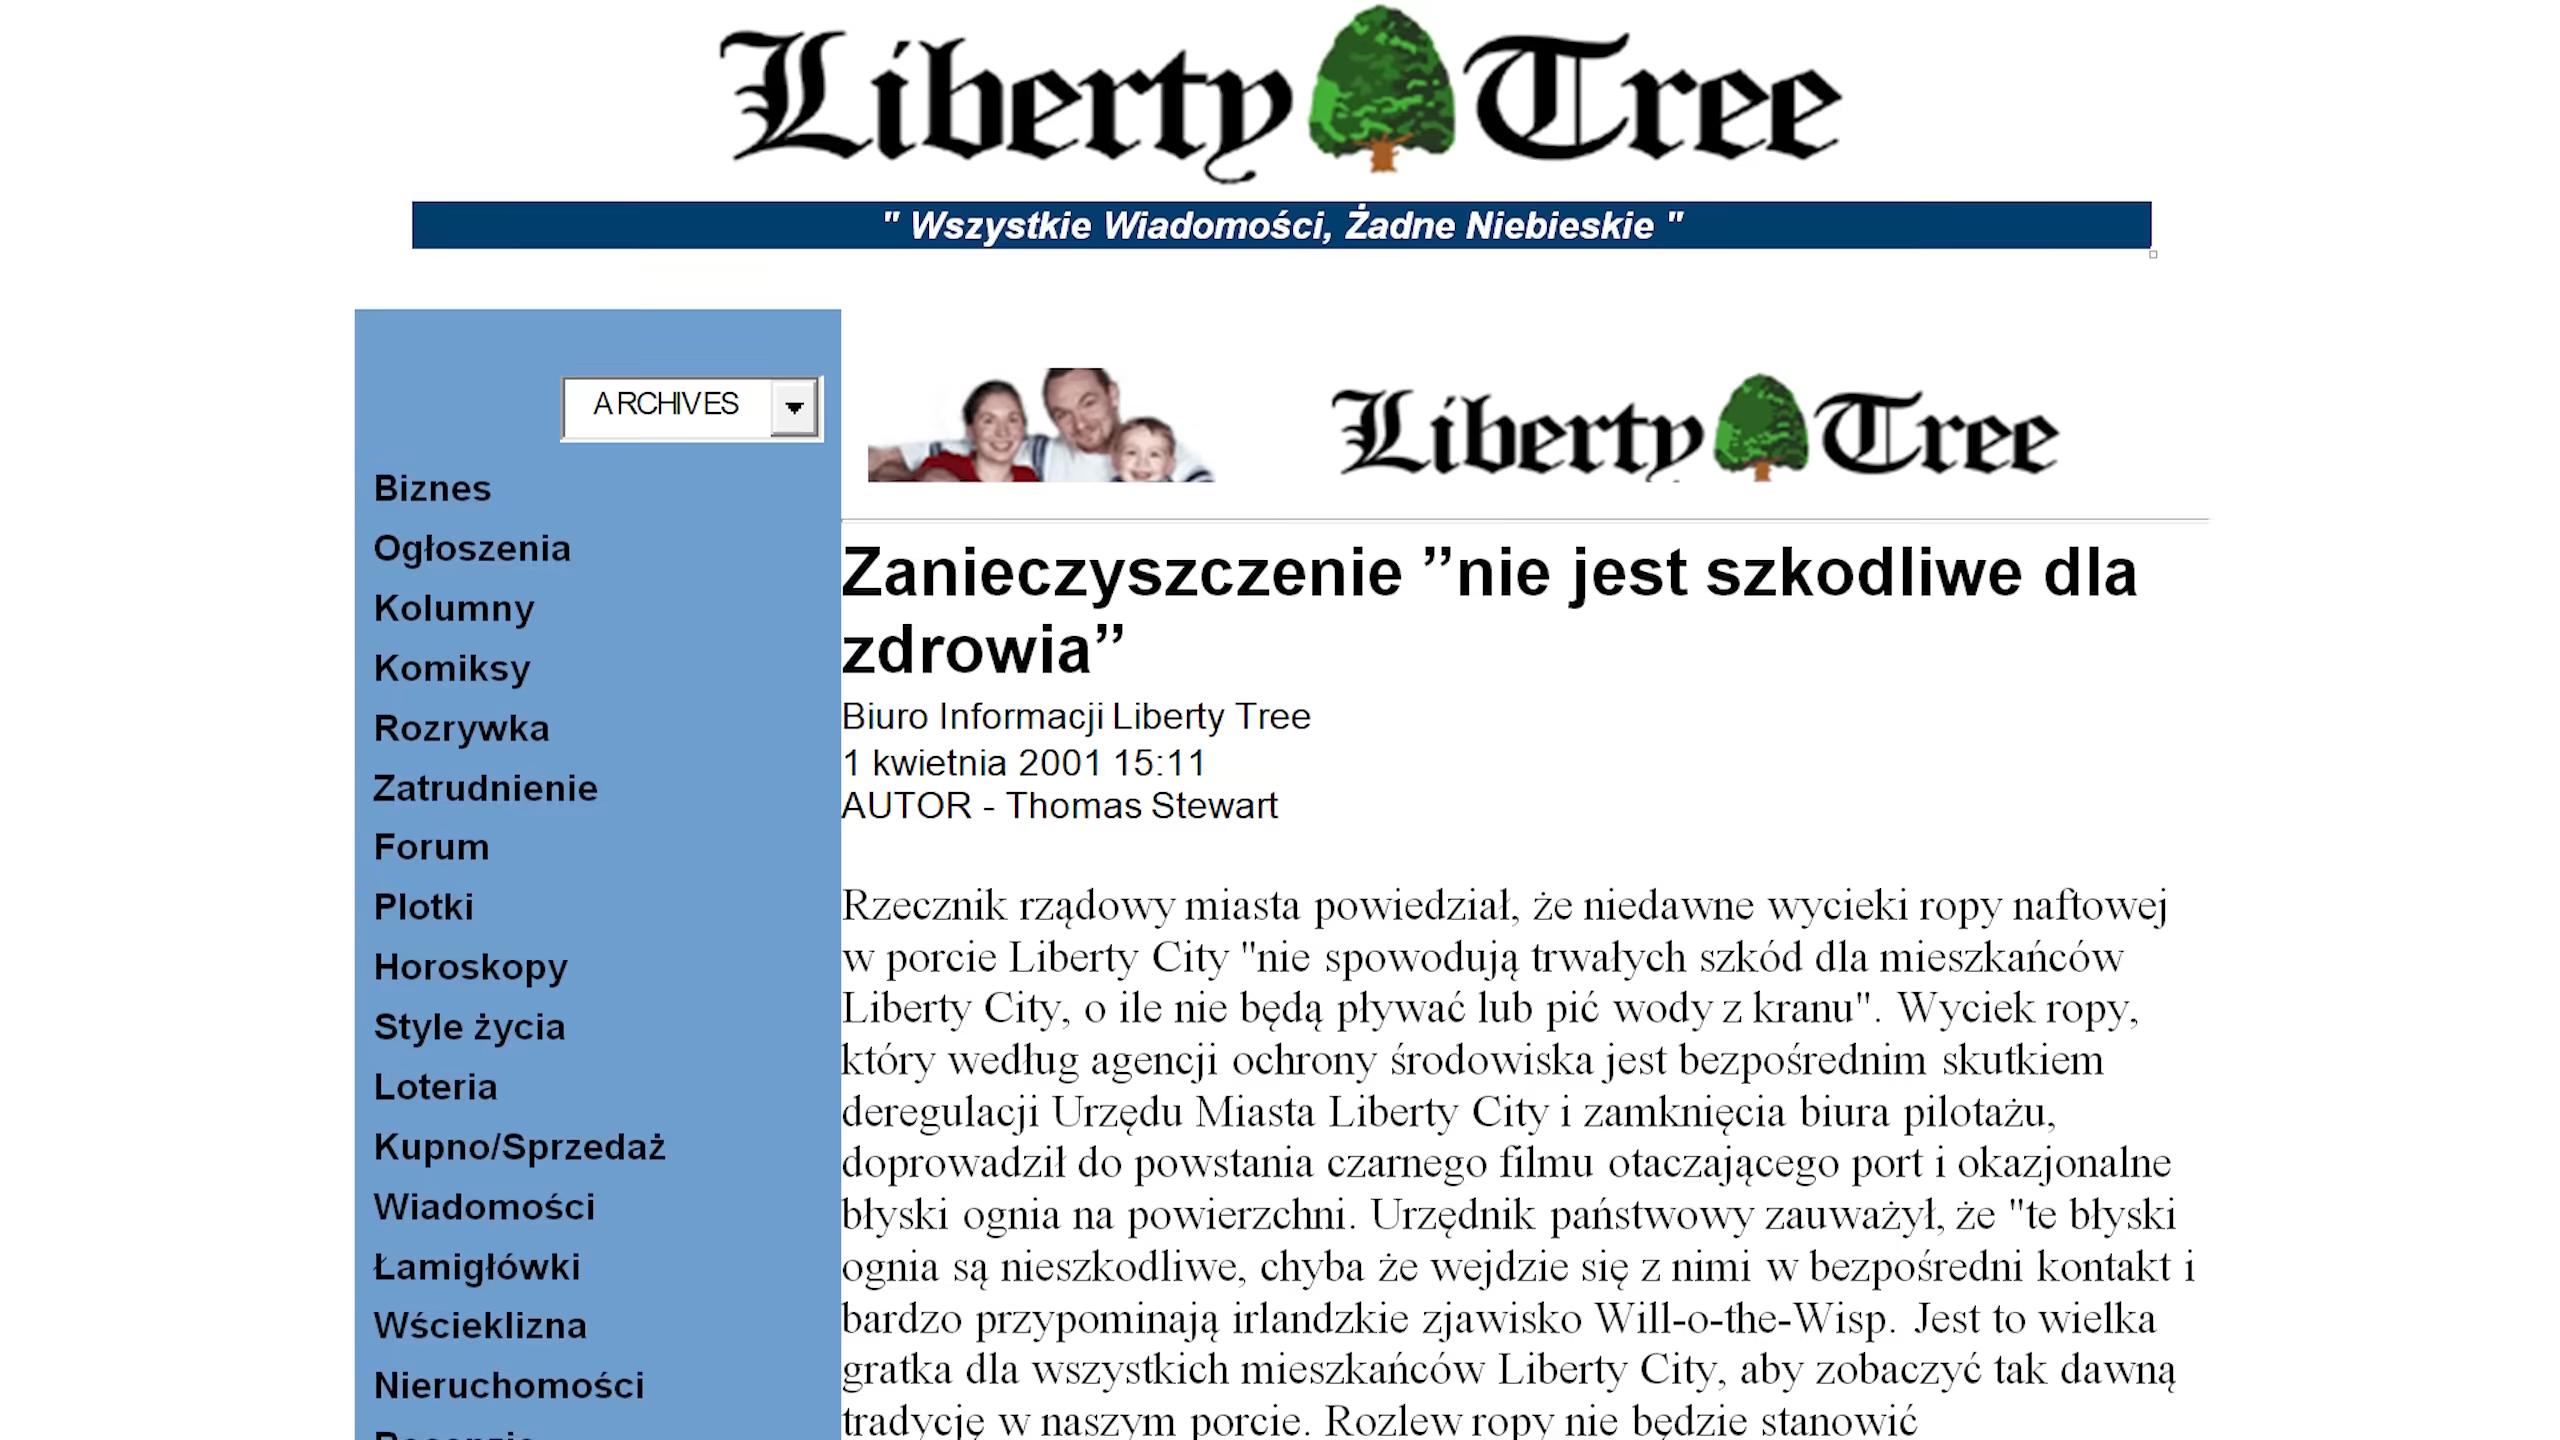 Liberty Tree
" Wszystkie Wiadomości, Żadne Niebieskie "
ARCHIVES
Biznes
Ogłoszenia
Kolumny
Komiksy
Rozrywka
Zatrudnienie
Forum
Plotki
Horoskopy
Style życia
Loteria
Kupno/Sprzedaż
Wiadomości
Łamigłówki
Wścieklizna
Nieruchomości
Liberty Tree
Zanieczyszczenie ”nie jest szkodliwe dla
zdrowia”
Biuro Informacji Liberty Tree
1 kwietnia 2001 15:11
AUTOR - Thomas Stewart
Rzecznik rządowy miasta powiedział, że niedawne wycieki ropy naftowej
w porcie Liberty City "nie spowodują trwałych szkód dla mieszkańców
Liberty City, o ile nie będą pływać lub pić wody z kranu". Wyciek ropy,
który według agencji ochrony środowiska jest bezpośrednim skutkiem
deregulacji Urzędu Miasta Liberty City i zamknięcia biura pilotażu,
doprowadził do powstania czarnego filmu otaczającego port i okazjonalne
błyski ognia na powierzchni. Urzędnik państwowy zauważył, że "te błyski
ognia są nieszkodliwe, chyba że wejdzie się z nimi w bezpośredni kontakt i
bardzo przypominają irlandzkie zjawisko Will-o-the-Wisp. Jest to wielka
gratka dla wszystkich mieszkańców Liberty City, aby zobaczyć tak dawną
tradycję w naszym porcie. Rozlew ropy nie będzie stanowić